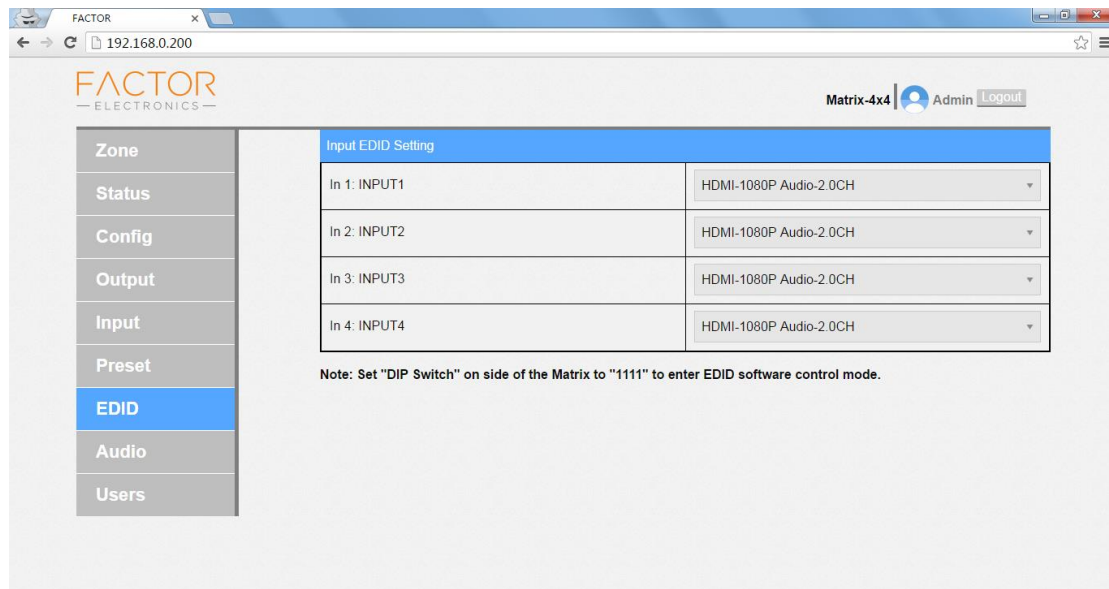 FACTOR
192.168.0.200
FACTOR
ELECTRONICS
Matrix-4x4 Admin Logout
Zone
Status
Config
Output
Input
Preset
EDID
Audio
Users
Input EDID Setting
In 1: INPUT1 HDMI-1080P Audio-2.0CH
In 2: INPUT2 HDMI-1080P Audio-2.0CH
In 3: INPUT3 HDMI-1080P Audio-2.0CH
In 4: INPUT4 HDMI-1080P Audio-2.0CH
Note: Set "DIP Switch" on side of the Matrix to "1111" to enter EDID software control mode.